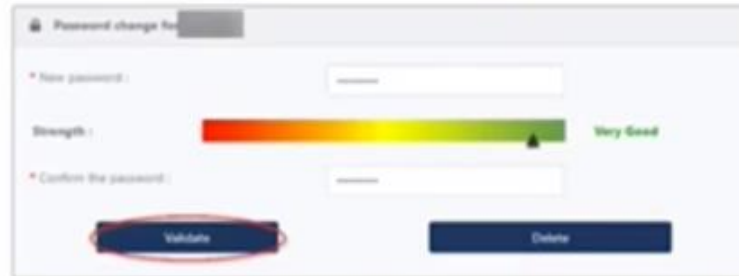 Password change for
* New password :
Strength :
Very Good
* Confirm the password :
Validate
Delete